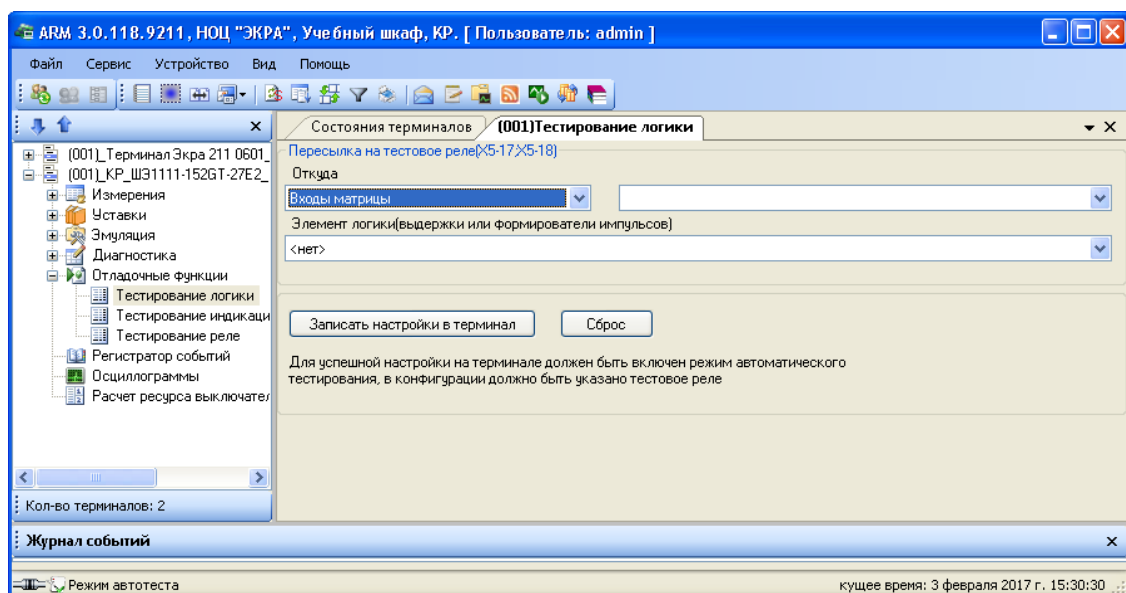 ARM 3.0.118.9211, НОЦ "ЭКРА", Учебный шкаф, КР. [ Пользователь: admin ]
Файл Сервис Устройство Вид Помощь
Состояния терминалов (001)Тестирование логики
(001)_Терминал Экра 211 0601_
(001)_КР_ШЭ1111-152GT-27E2_
Измерения
Уставки
Эмуляция
Диагностика
Отладочные функции
Тестирование логики
Тестирование индикаци
Тестирование реле
Регистратор событий
Осциллограммы
Расчет ресурса выключател
Кол-во терминалов: 2
Пересылка на тестовое реле(X5-17;X5-18)
Откуда
Входы матрицы
Элемент логики(выдержки или формирователи импульсов)
<нет>
Записать настройки в терминал Сброс
Для успешной настройки на терминале должен быть включен режим автоматического
тестирования, в конфигурации должно быть указано тестовое реле
Журнал событий
Режим автотеста кущее время: 3 февраля 2017 г. 15:30:30